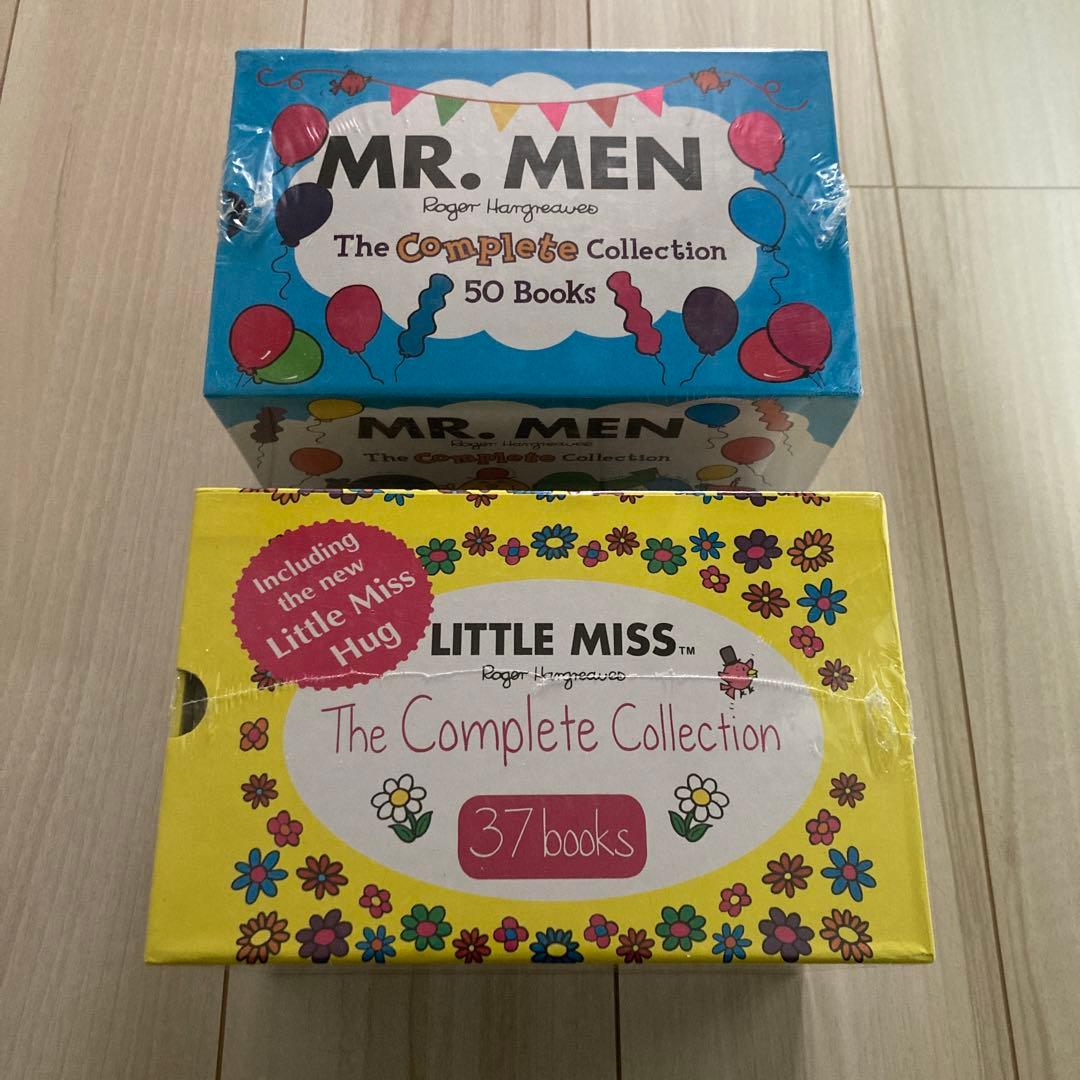 MR. MEN
Roger Hargreaves
The Complete Collection
50 Books
MR. MEN
Roger Hargreaves
The Complete Collection
Including
the new
Little Miss
Hug
LITTLE MISS™
Roger Hargreaves
The Complete Collection
37 books